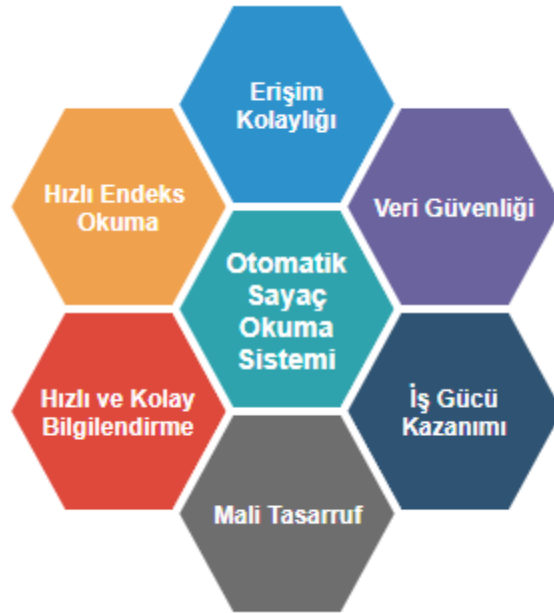 Erişim
Kolaylığı
Hızlı Endeks
Okuma
Veri Güvenliği
Otomatik
Sayaç
Okuma
Sistemi
Hızlı ve Kolay
Bilgilendirme
İş Gücü
Kazanımı
Mali Tasarruf